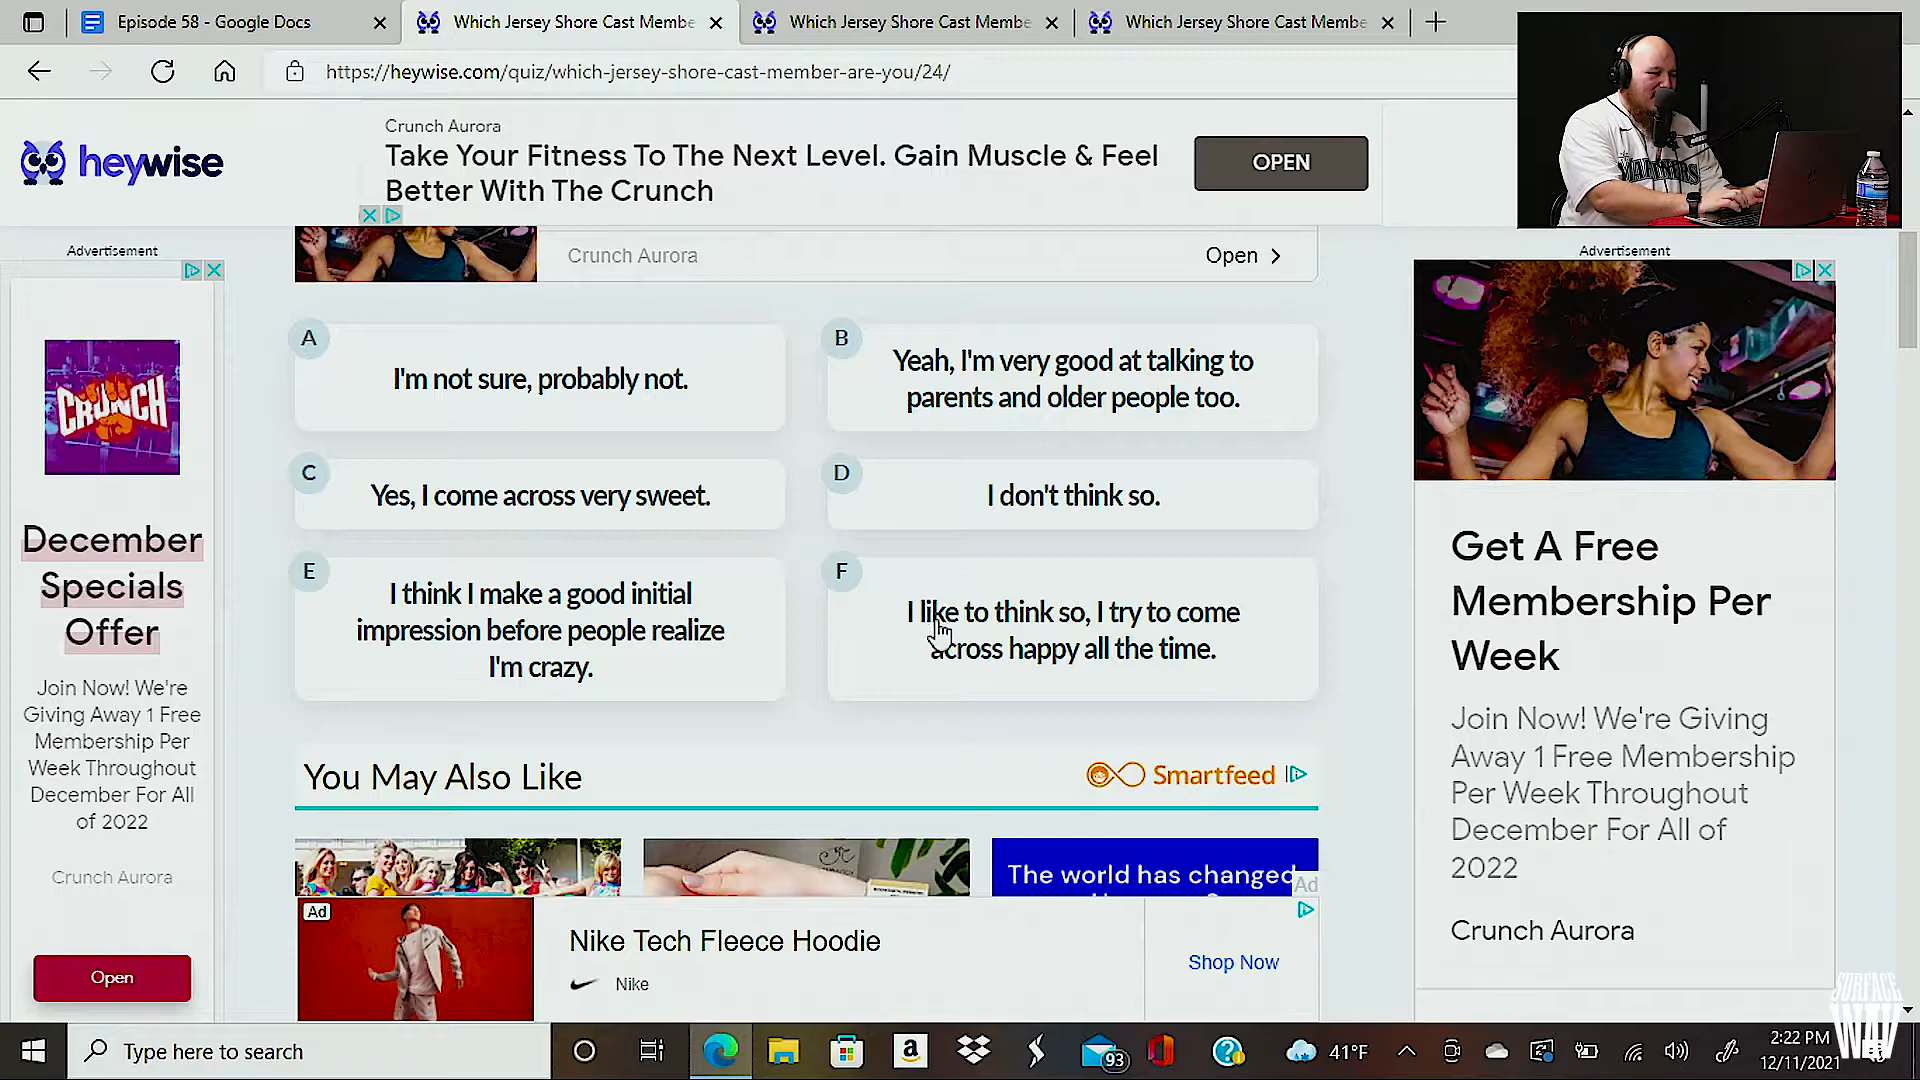 Episode 58 - Google Docs
Which Jersey Shore Cast Membe
Which Jersey Shore Cast Membe
Which Jersey Shore Cast Membe
https://heywise.com/quiz/which-jersey-shore-cast-member-are-you/24/
heywise
Crunch Aurora
Take Your Fitness To The Next Level. Gain Muscle & Feel
Better With The Crunch
OPEN
MARINERS
Advertisement
CRUNCH
December
Specials
Offer
Join Now! We're
Giving Away 1 Free
Membership Per
Week Throughout
December For All
of 2022
Crunch Aurora
Open
Crunch Aurora
Open
A
I'm not sure, probably not.
B
Yeah, I'm very good at talking to
parents and older people too.
C
Yes, I come across very sweet.
D
I don't think so.
E
I think I make a good initial
impression before people realize
I'm crazy.
F
I like to think so, I try to come
across happy all the time.
You May Also Like
Smartfeed
The world has changed
Ad
Ad
Nike Tech Fleece Hoodie
Nike
Shop Now
Advertisement
Get A Free
Membership Per
Week
Join Now! We're Giving
Away 1 Free Membership
Per Week Throughout
December For All of
2022
Crunch Aurora
SURFACE
WAV
Type here to search
93
41°F
2:22 PM
12/11/2021